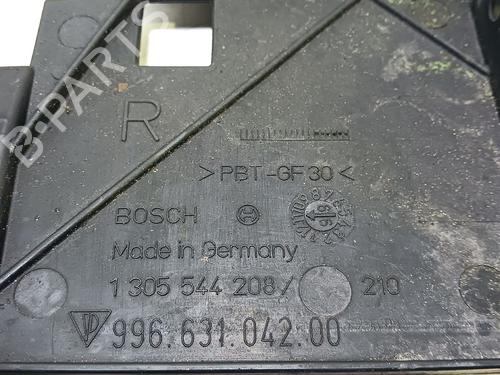 B-PARTS
R
>PBT-GF30<
BOSCH
Made in Germany
1 305 544 208/ 210
996.631.042.00